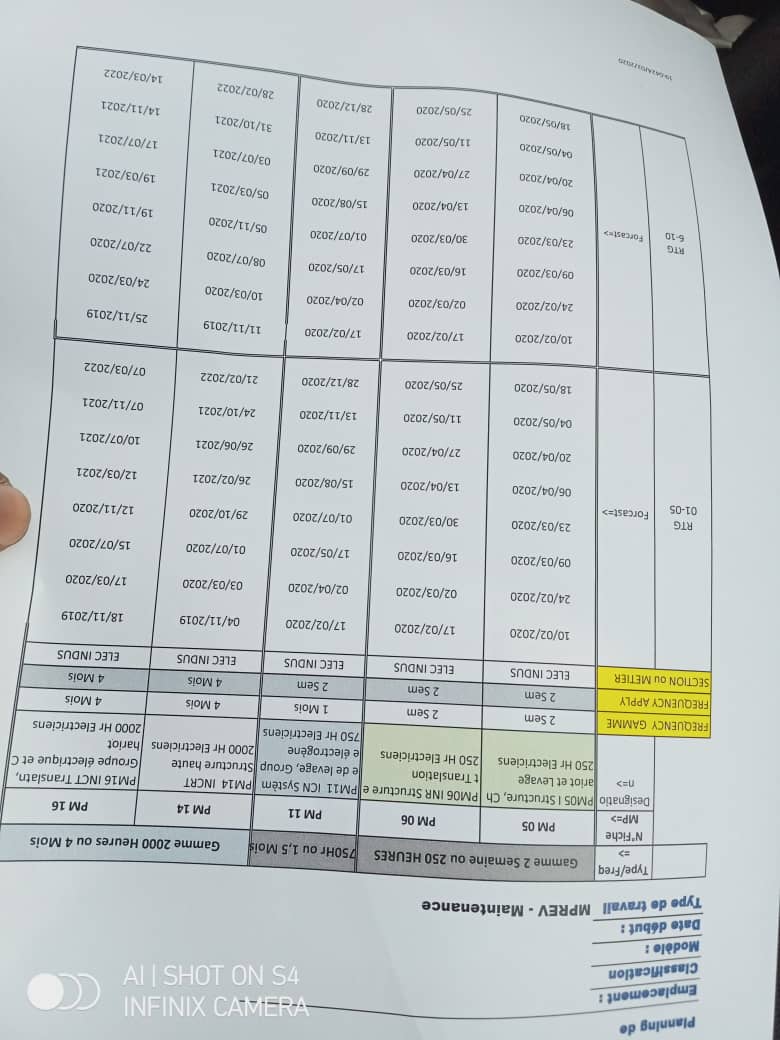 Planning de
Emplacement :
Classification
Modèle :
Date début :
Type de travail MPREV - Maintenance
AI | SHOT ON S4
INFINIX CAMERA
Type/Freq => Gamme 2 Semaine ou 250 HEURES 750Hr ou 1,5 Mois Gamme 2000 Heures ou 4 Mois
N°Fiche MP=> PM 05 PM 06 PM 11 PM 14 PM 16
Designatio PM05 I Structure, Ch PM06 INR Structure e PM11 ICN Systèm PM14 INCRT PM16 INCT Translatn,
n=> ariot et Levage t Translation e de levage, Group Structure haute Groupe électrique et C
250 Hr Electriciens 250 Hr Electriciens e électrogène 2000 Hr Electriciens hariot
750 Hr Electriciens 2000 Hr Electriciens
FREQUENCY GAMME 2 Sem 2 Sem 1 Mois 4 Mois 4 Mois
FREQUENCY APPLY 2 Sem 2 Sem 2 Sem 4 Mois 4 Mois
SECTION ou METIER ELEC INDUS ELEC INDUS ELEC INDUS ELEC INDUS ELEC INDUS
10/02/2020 17/02/2020 17/02/2020 04/11/2019 18/11/2019
24/02/2020 02/03/2020 02/04/2020 03/03/2020 17/03/2020
09/03/2020 16/03/2020 17/05/2020 01/07/2020 15/07/2020
RTG 01-05 Forcast=> 23/03/2020 30/03/2020 01/07/2020 29/10/2020 12/11/2020
06/04/2020 13/04/2020 15/08/2020 26/02/2021 12/03/2021
20/04/2020 27/04/2020 29/09/2020 26/06/2021 10/07/2021
04/05/2020 11/05/2020 13/11/2020 24/10/2021 07/11/2021
18/05/2020 25/05/2020 28/12/2020 21/02/2022 07/03/2022
10/02/2020 17/02/2020 17/02/2020 11/11/2019 25/11/2019
24/02/2020 02/03/2020 02/04/2020 10/03/2020 24/03/2020
09/03/2020 16/03/2020 17/05/2020 08/07/2020 22/07/2020
RTG 6-10 Forcast=> 23/03/2020 30/03/2020 01/07/2020 05/11/2020 19/11/2020
06/04/2020 13/04/2020 15/08/2020 05/03/2021 19/03/2021
20/04/2020 27/04/2020 29/09/2020 03/07/2021 17/07/2021
04/05/2020 11/05/2020 13/11/2020 31/10/2021 14/11/2021
18/05/2020 25/05/2020 28/12/2020 28/02/2022 14/03/2022